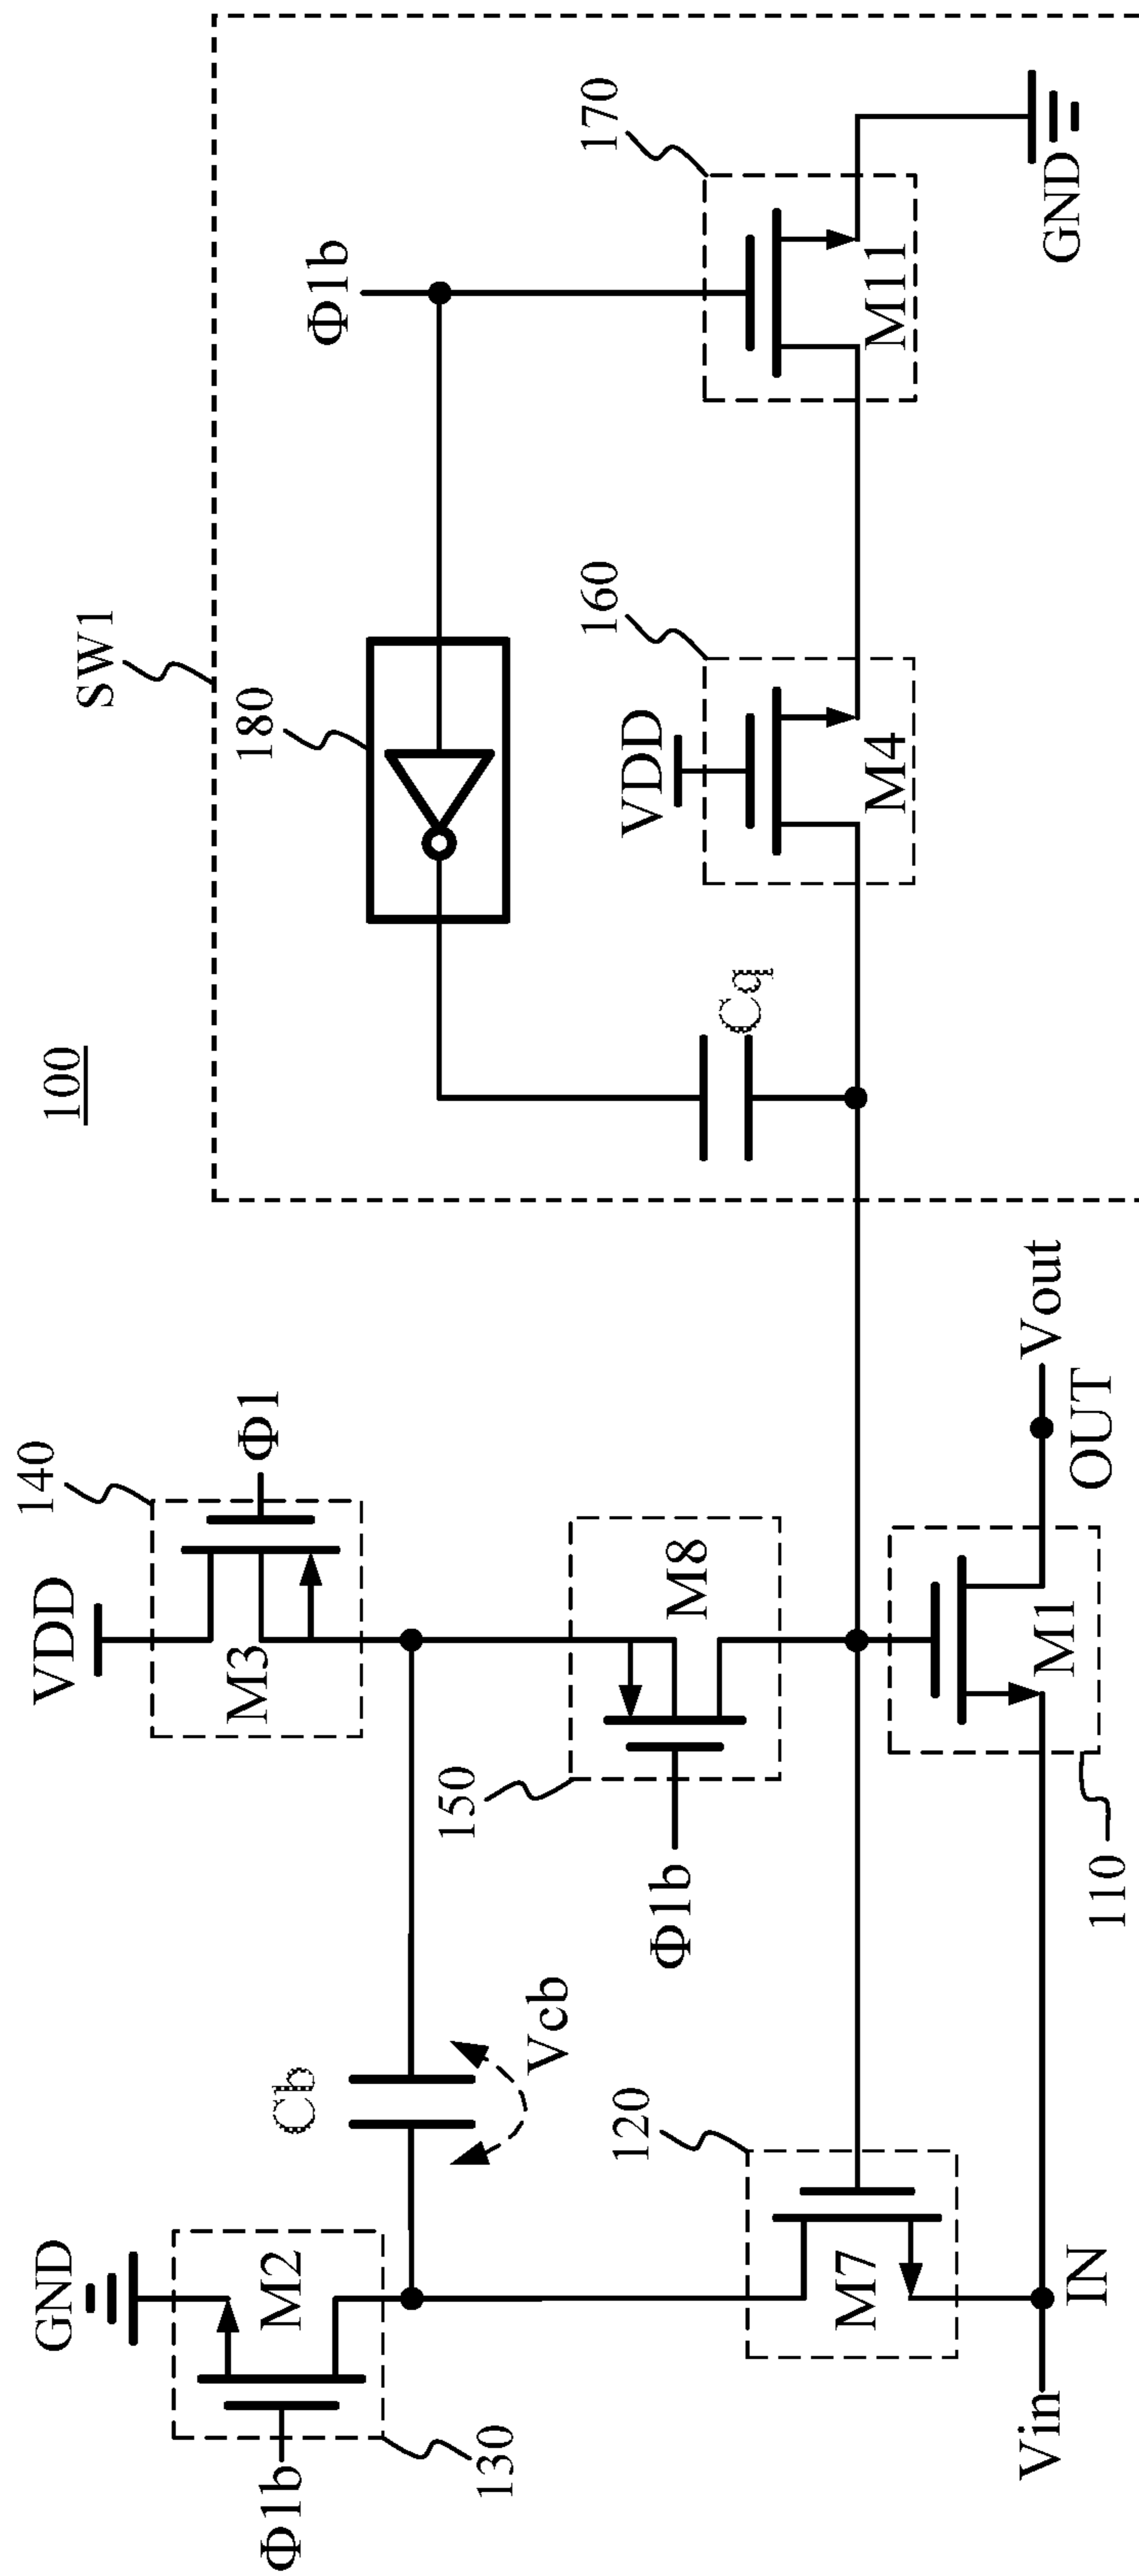 100
SW1
180
Φ1b
170
M11
GND
160
VDD
M4
Cq
140
VDD
Φ1
M3
150
M8
Φ1b
Cb
Vcb
GND
M2
Φ1b
130
120
M7
Vin
IN
M1
110
Vout
OUT